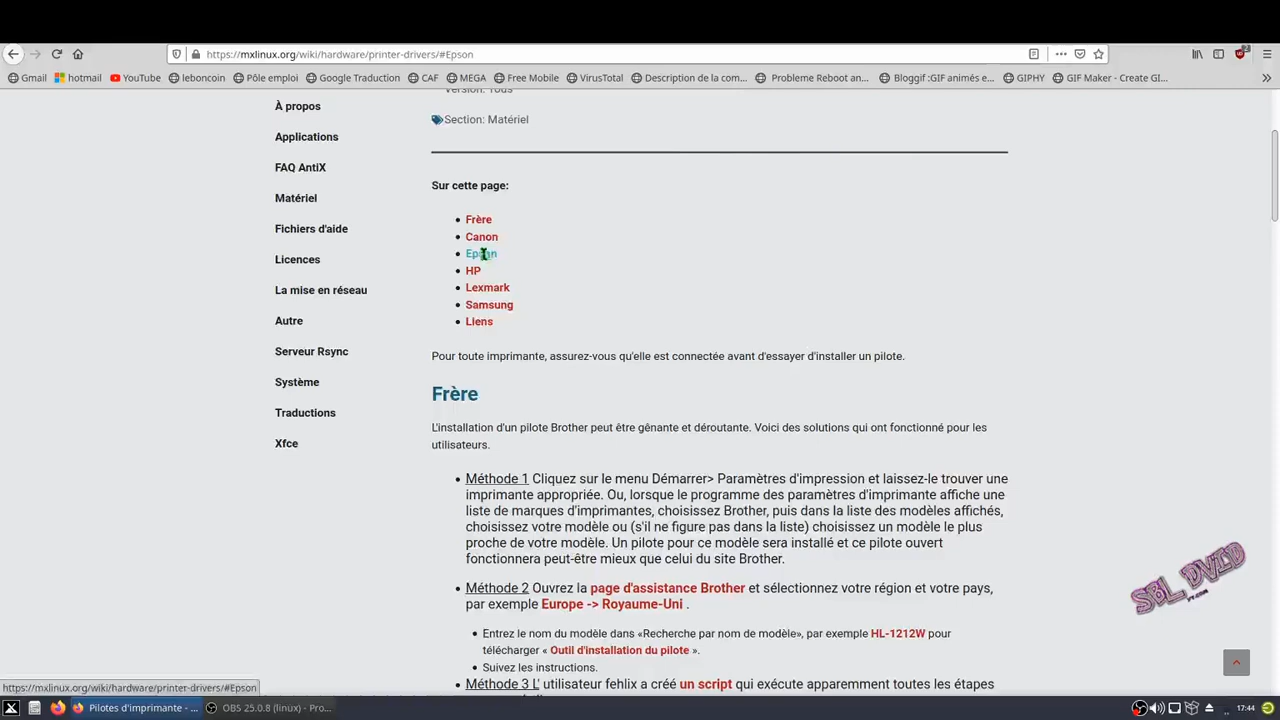 https://mxlinux.org/wiki/hardware/printer-drivers/#Epson
Gmail hotmail YouTube leboncoin Pôle emploi Google Traduction CAF MEGA Free Mobile VirusTotal Description de la com... Probleme Reboot an... Bloggif :GIF animés e... GIPHY GIF Maker - Create GI...
Version: Tous
À propos
Section: Matériel
Applications
FAQ AntiX
Sur cette page:
Matériel
Frère
Fichiers d'aide
Canon
Epson
Licences
HP
La mise en réseau
Lexmark
Samsung
Autre
Liens
Serveur Rsync
Pour toute imprimante, assurez-vous qu'elle est connectée avant d'essayer d'installer un pilote.
Système
Frère
Traductions
L'installation d'un pilote Brother peut être gênante et déroutante. Voici des solutions qui ont fonctionné pour les
utilisateurs.
Xfce
Méthode 1 Cliquez sur le menu Démarrer> Paramètres d'impression et laissez-le trouver une
imprimante appropriée. Ou, lorsque le programme des paramètres d'imprimante affiche une
liste de marques d'imprimantes, choisissez Brother, puis dans la liste des modèles affichés,
choisissez votre modèle ou (s'il ne figure pas dans la liste) choisissez un modèle le plus
proche de votre modèle. Un pilote pour ce modèle sera installé et ce pilote ouvert
fonctionnera peut-être mieux que celui du site Brother.
Méthode 2 Ouvrez la page d'assistance Brother et sélectionnez votre région et votre pays,
par exemple Europe -> Royaume-Uni .
Entrez le nom du modèle dans «Recherche par nom de modèle», par exemple HL-1212W pour
télécharger « Outil d'installation du pilote ».
Suivez les instructions.
Méthode 3 L' utilisateur fehlix a créé un script qui exécute apparemment toutes les étapes
https://mxlinux.org/wiki/hardware/printer-drivers/#Epson
Pilotes d'imprimante - ... OBS 25.0.8 (linux) - Pro... 17:44